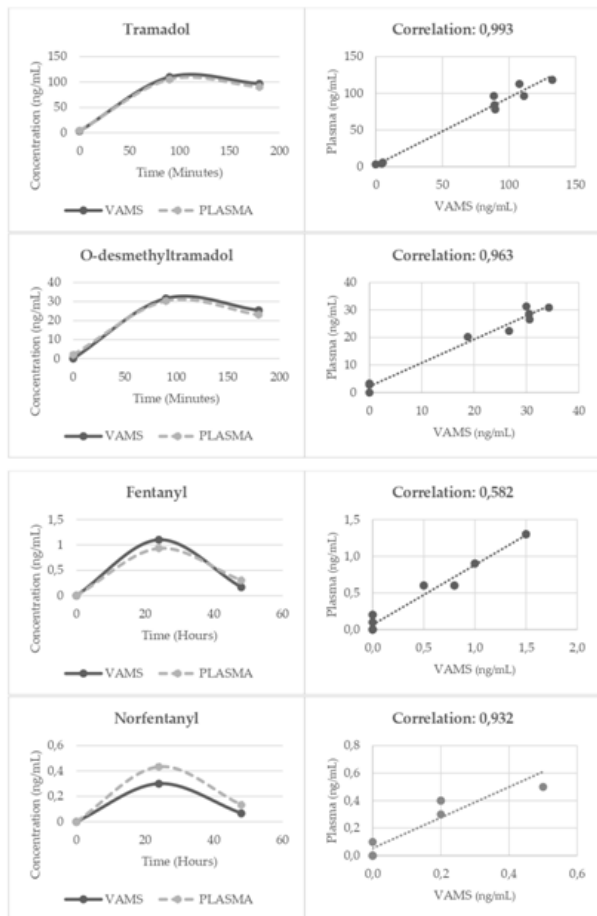 Tramadol
Concentration (ng/mL)
150
100
50
0
0 50 100 150 200
Time (Minutes)
VAMS PLASMA
Correlation: 0,993
Plasma (ng/mL)
150
100
50
0
0 50 100 150
VAMS (ng/mL)
O-desmethyltramadol
Concentration (ng/mL)
40
30
20
10
0
0 50 100 150 200
Time (Minutes)
VAMS PLASMA
Correlation: 0,963
Plasma (ng/mL)
40
30
20
10
0
0 10 20 30 40
VAMS (ng/mL)
Fentanyl
Concentration (ng/mL)
1,5
1
0,5
0
0 20 40 60
Time (Hours)
VAMS PLASMA
Correlation: 0,582
Plasma (ng/mL)
1,5
1,0
0,5
0,0
0,0 0,5 1,0 1,5 2,0
VAMS (ng/mL)
Norfentanyl
Concentration (ng/mL)
0,6
0,4
0,2
0
0 20 40 60
Time (Hours)
VAMS PLASMA
Correlation: 0,932
Plasma (ng/mL)
0,8
0,6
0,4
0,2
0,0
0,0 0,2 0,4 0,6
VAMS (ng/mL)